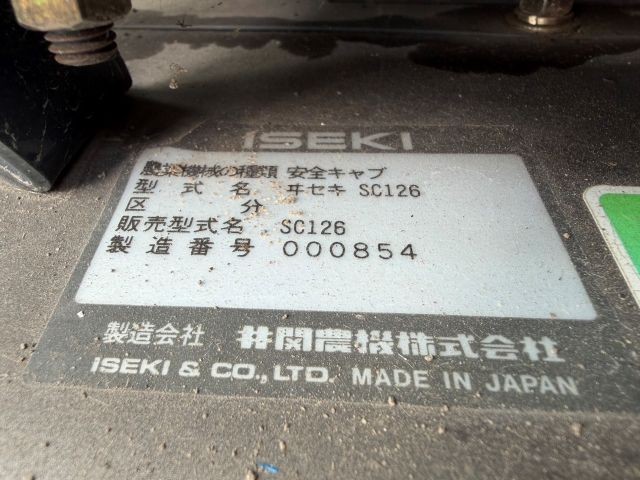 ISEKI
農業機械の種類 安全キャブ
型式名 ヰセキ SC126
区分
販売型式名 SC126
製造番号 000854
製造会社 井関農機株式会社
ISEKI & CO., LTD. MADE IN JAPAN